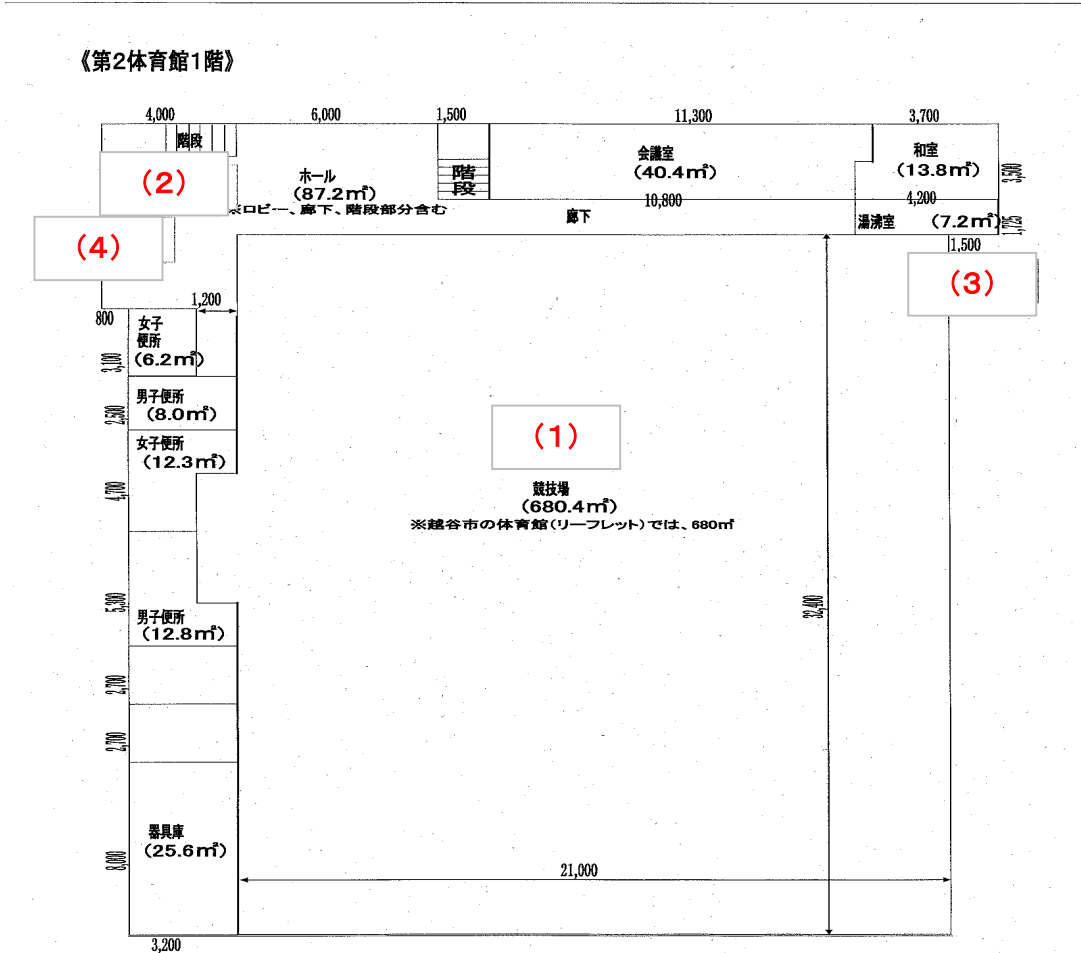 《第2体育館1階》
4,000
6,000
1,500
11,300
3,700
階段
(2)
ホール
(87.2㎡)
※ロビー、廊下、階段部分含む
階段
会議室
(40.4㎡)
10,800
和室
(13.8㎡)
3,500
4,200
廊下
湯沸室 (7.2㎡)
1,725
1,500
(4)
(3)
1,200
800
女子
便所
(6.2㎡)
3,100
男子便所
(8.0㎡)
2,500
女子便所
(12.3㎡)
4,700
(1)
競技場
(680.4㎡)
※越谷市の体育館(リーフレット)では、680㎡
5,300
男子便所
(12.8㎡)
32,400
2,700
2,700
器具庫
(25.6㎡)
8,000
21,000
3,200